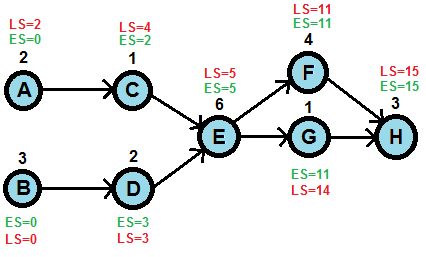 LS=2
ES=0
2
A
LS=4
ES=2
1
C
LS=5
ES=5
6
E
LS=11
ES=11
4
F
LS=15
ES=15
3
H
3
B
ES=0
LS=0
2
D
ES=3
LS=3
1
G
ES=11
LS=14